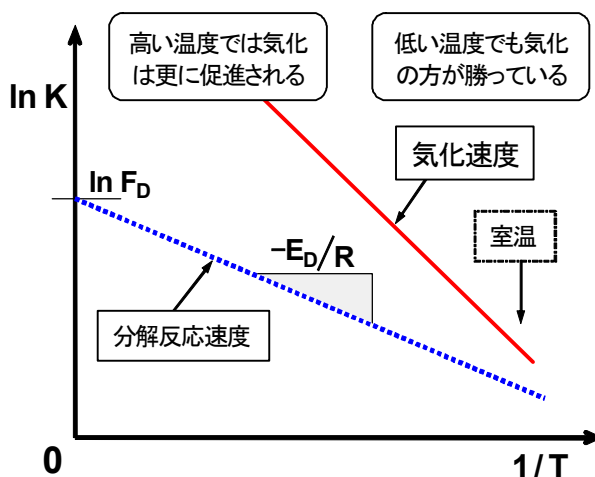 高い温度では気化
は更に促進される
低い温度でも気化
の方が勝っている
ln K
気化速度
ln FD
室温
−ED/R
分解反応速度
0
1/T